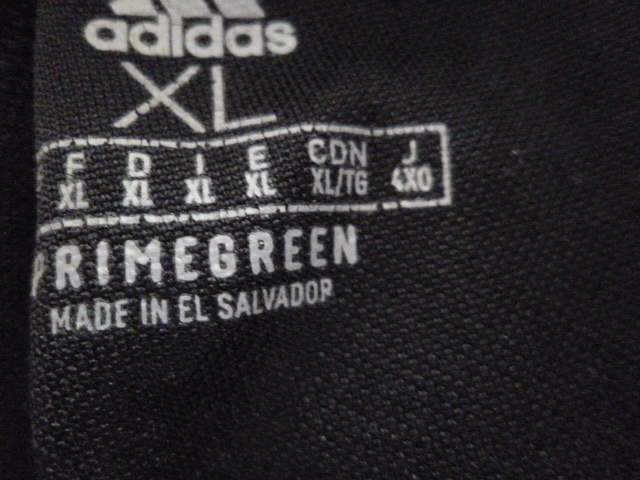 adidas
XL
F D I E CDN J
XL XL XL XL XL/TG 4XO
PRIMEGREEN
MADE IN EL SALVADOR